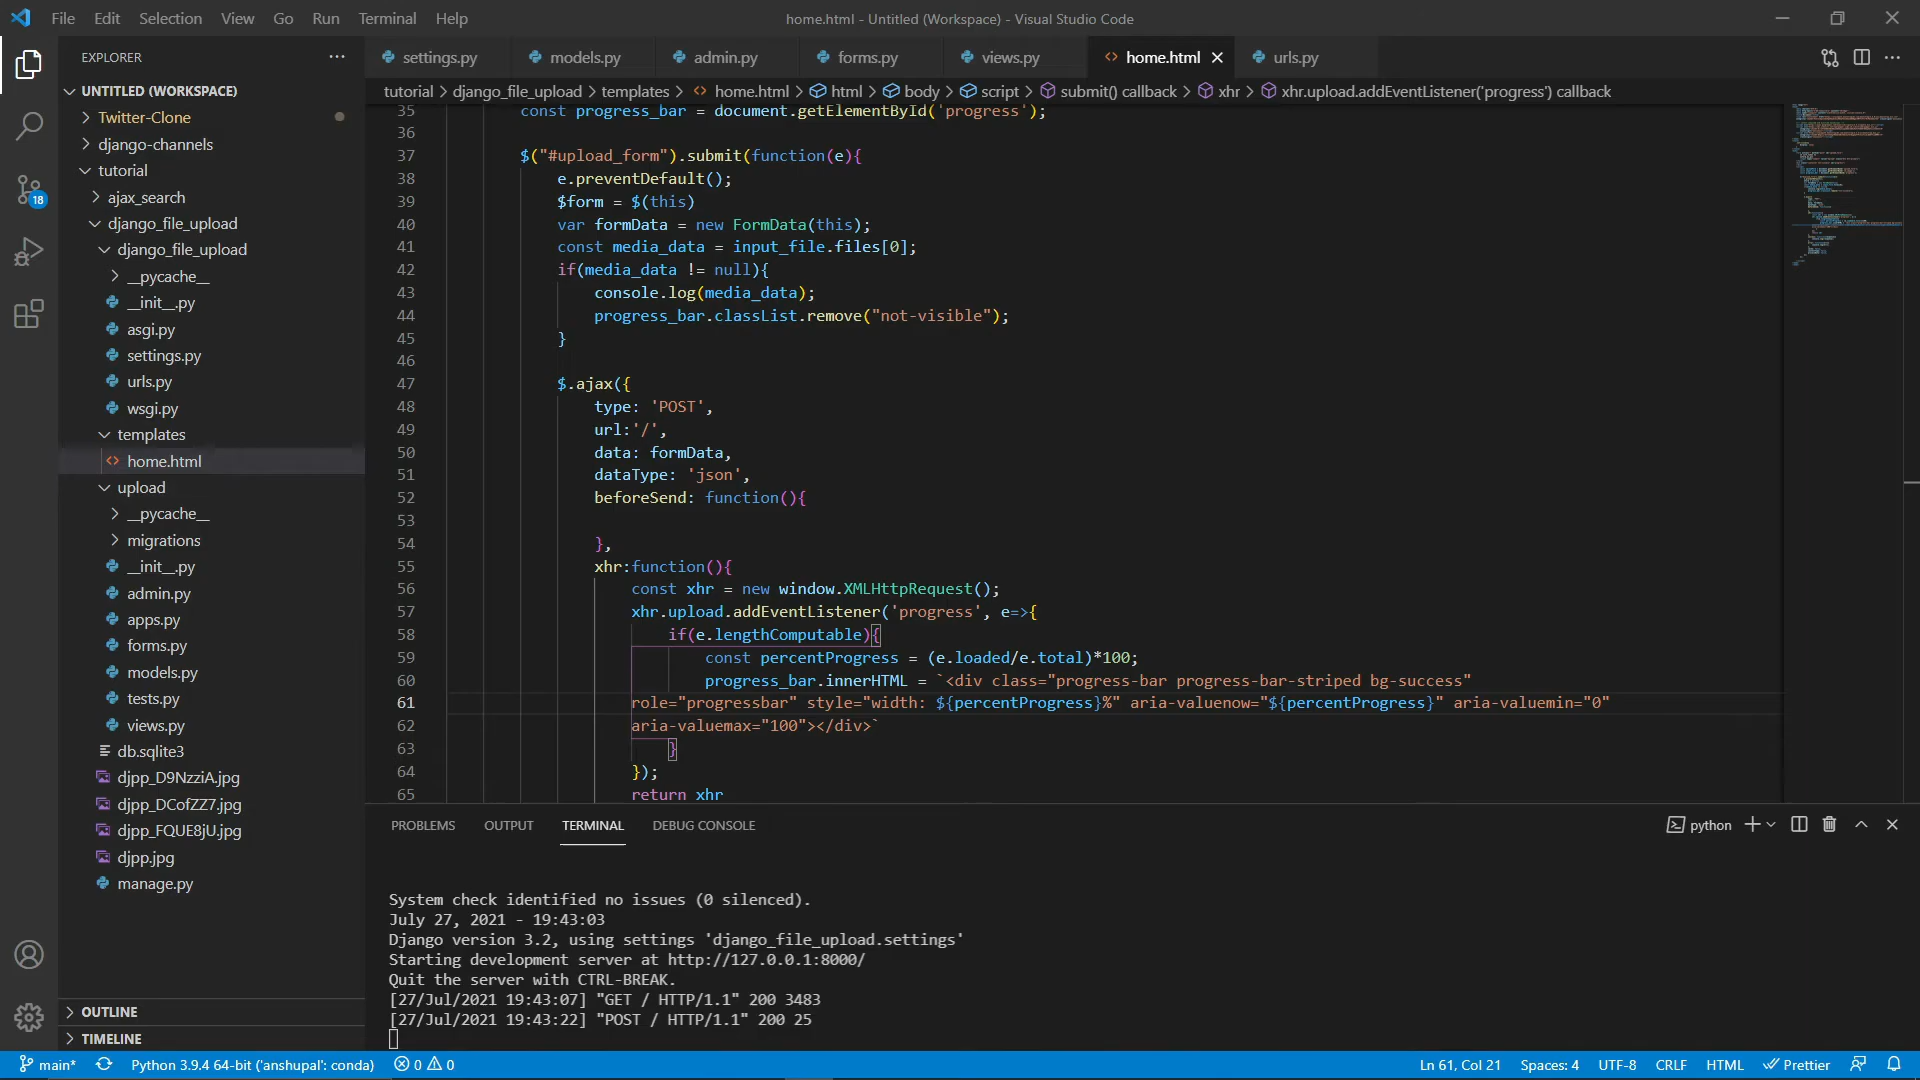 File Edit Selection View Go Run Terminal Help
home.html - Untitled (Workspace) - Visual Studio Code
EXPLORER
UNTITLED (WORKSPACE)
Twitter-Clone
django-channels
tutorial
ajax_search
django_file_upload
django_file_upload
__pycache__
__init__.py
asgi.py
settings.py
urls.py
wsgi.py
templates
home.html
upload
__pycache__
migrations
__init__.py
admin.py
apps.py
forms.py
models.py
tests.py
views.py
db.sqlite3
djpp_D9NzziA.jpg
djpp_DCofZZ7.jpg
djpp_FQUE8jU.jpg
djpp.jpg
manage.py
OUTLINE
TIMELINE
18
settings.py models.py admin.py forms.py views.py home.html urls.py
tutorial > django_file_upload > templates > home.html > html > body > script > submit() callback > xhr > xhr.upload.addEventListener('progress') callback
35 const progress_bar = document.getElementById('progress');
36
37 $("#upload_form").submit(function(e){
38 e.preventDefault();
39 $form = $(this)
40 var formData = new FormData(this);
41 const media_data = input_file.files[0];
42 if(media_data != null){
43 console.log(media_data);
44 progress_bar.classList.remove("not-visible");
45 }
46
47 $.ajax({
48 type: 'POST',
49 url:'/',
50 data: formData,
51 dataType: 'json',
52 beforeSend: function(){
53
54 },
55 xhr:function(){
56 const xhr = new window.XMLHttpRequest();
57 xhr.upload.addEventListener('progress', e=>{
58 if(e.lengthComputable){
59 const percentProgress = (e.loaded/e.total)*100;
60 progress_bar.innerHTML = `<div class="progress-bar progress-bar-striped bg-success"
61 role="progressbar" style="width: ${percentProgress}%" aria-valuenow="${percentProgress}" aria-valuemin="0"
62 aria-valuemax="100"></div>`
63 }
64 });
65 return xhr
PROBLEMS OUTPUT TERMINAL DEBUG CONSOLE
python
System check identified no issues (0 silenced).
July 27, 2021 - 19:43:03
Django version 3.2, using settings 'django_file_upload.settings'
Starting development server at http://127.0.0.1:8000/
Quit the server with CTRL-BREAK.
[27/Jul/2021 19:43:07] "GET / HTTP/1.1" 200 3483
[27/Jul/2021 19:43:22] "POST / HTTP/1.1" 200 25
main* Python 3.9.4 64-bit ('anshupal': conda) 0 0
Ln 61, Col 21 Spaces: 4 UTF-8 CRLF HTML Prettier